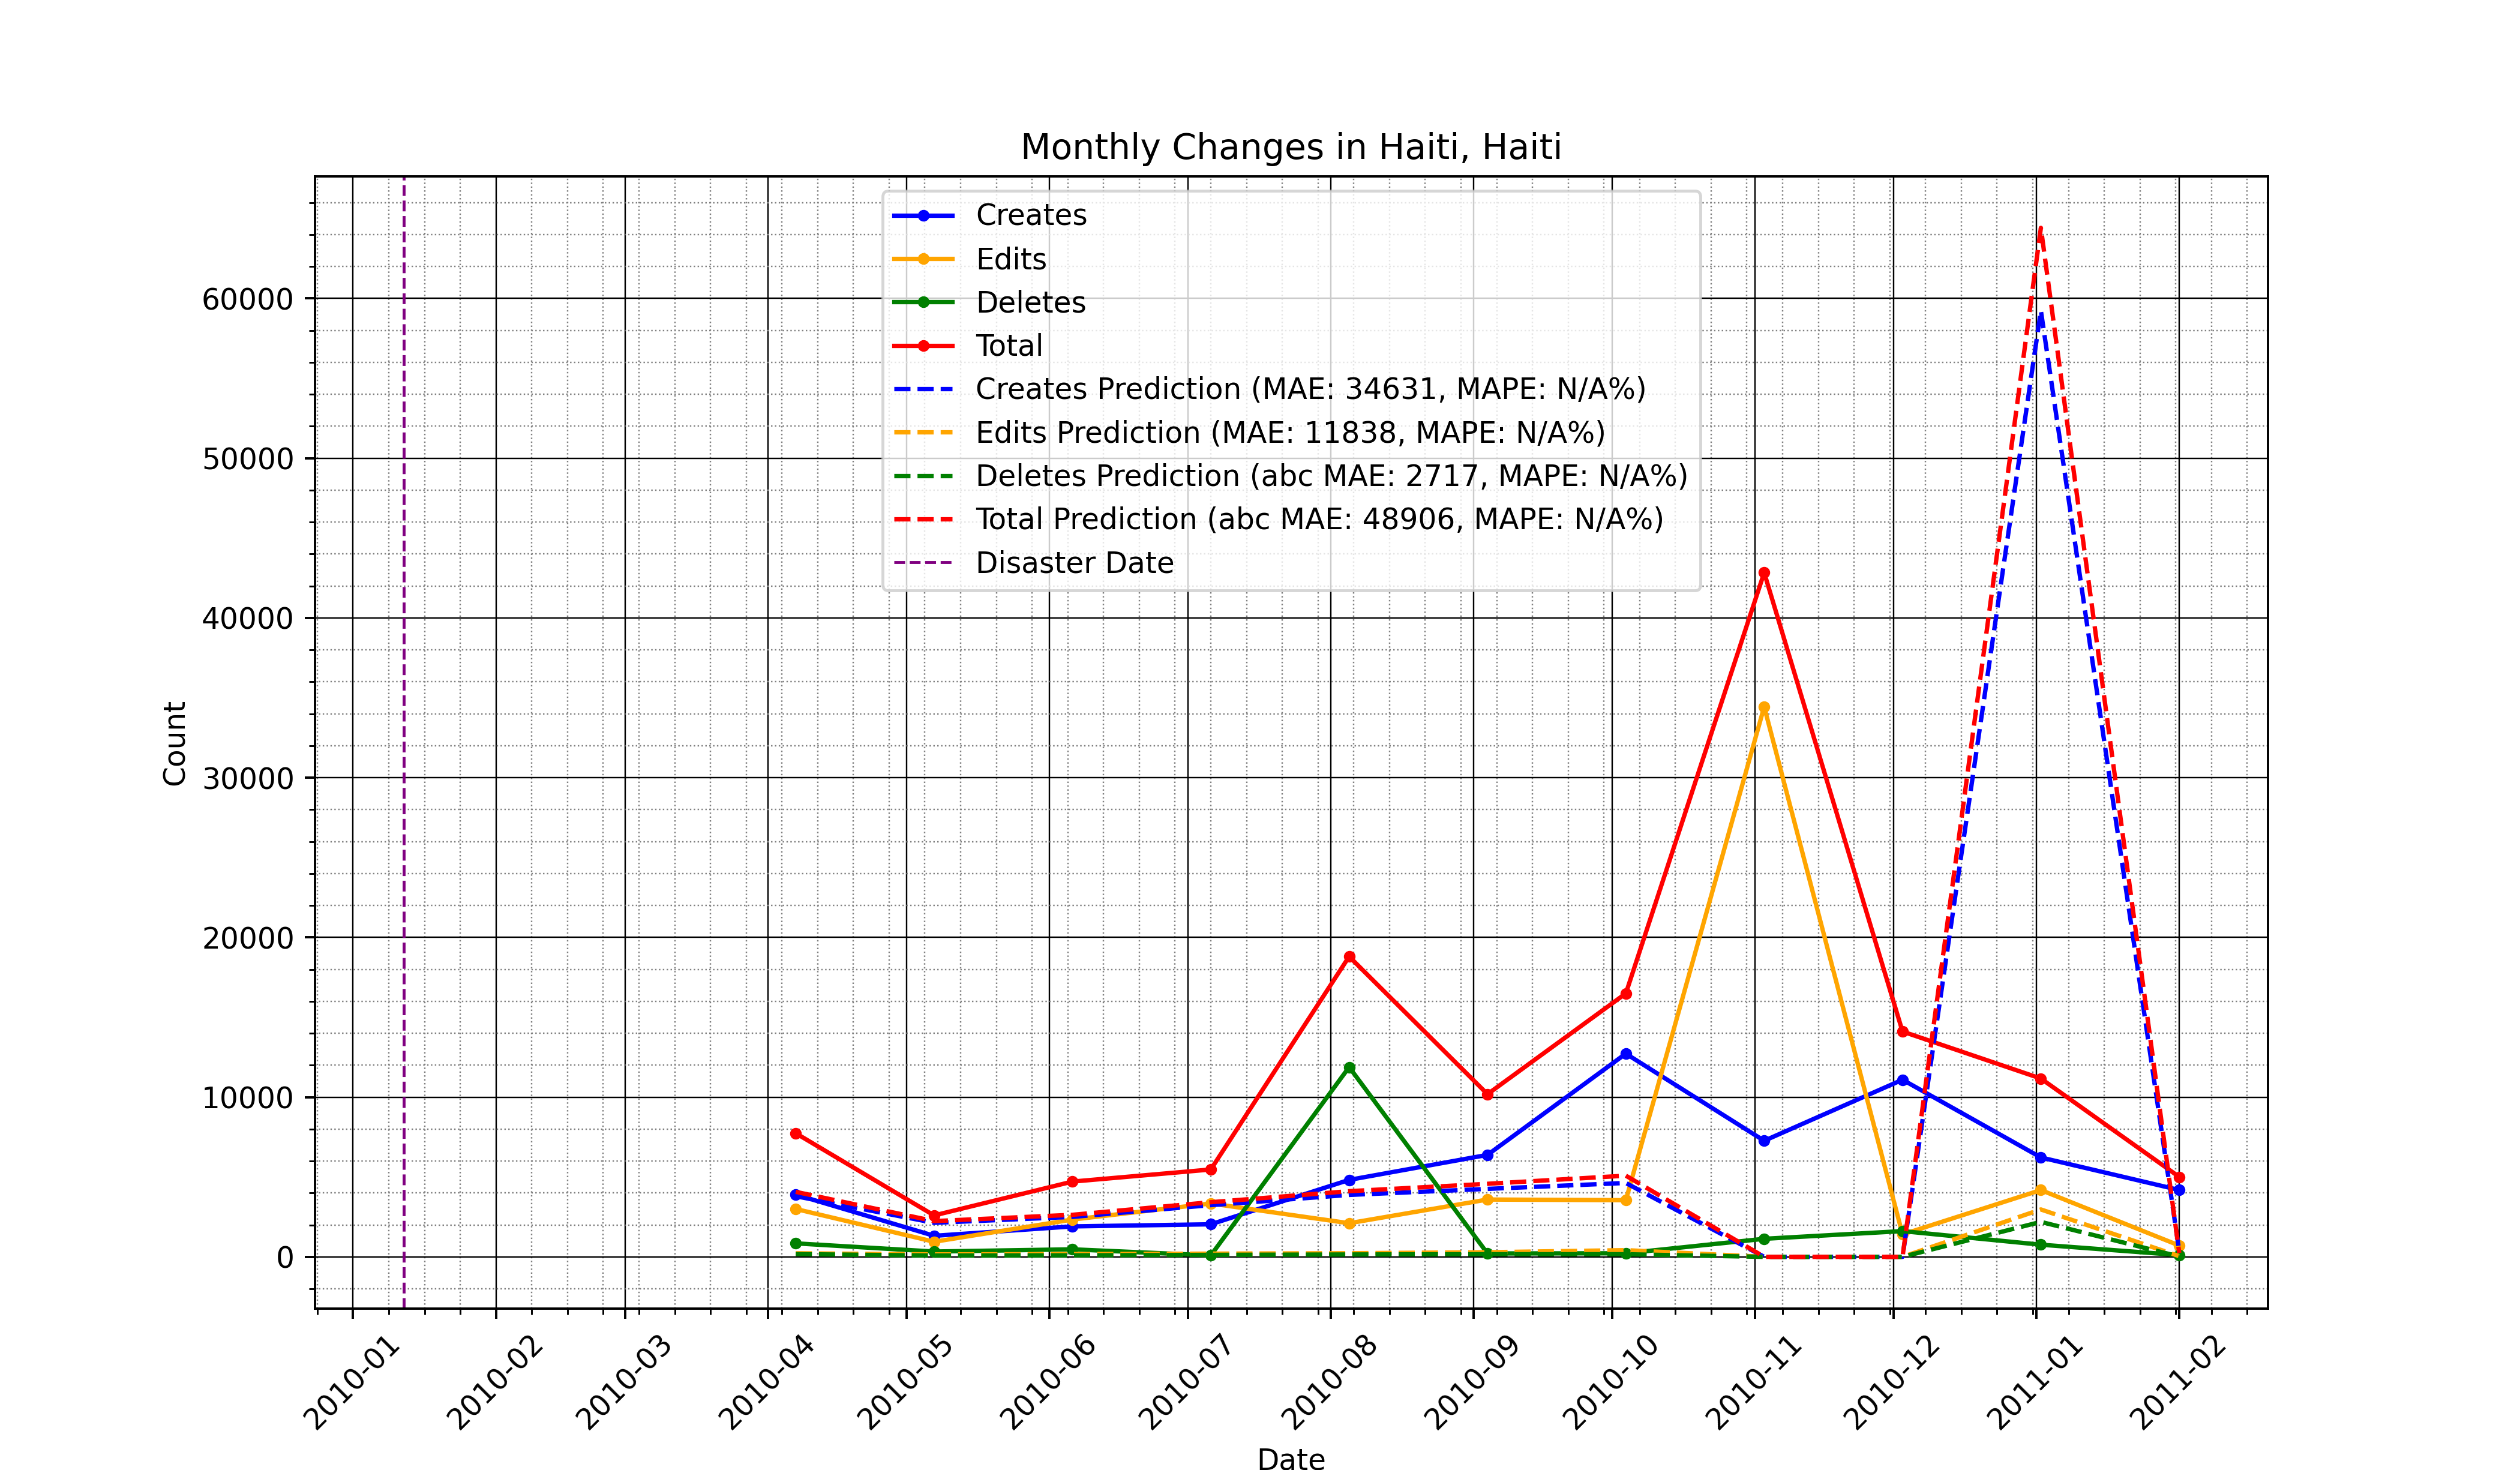 Monthly Changes in Haiti, Haiti
Creates
Edits
Deletes
Total
Creates Prediction (MAE: 34631, MAPE: N/A%)
Edits Prediction (MAE: 11838, MAPE: N/A%)
Deletes Prediction (abc MAE: 2717, MAPE: N/A%)
Total Prediction (abc MAE: 48906, MAPE: N/A%)
Disaster Date
60000
50000
40000
30000
20000
10000
0
Count
2010-01
2010-02
2010-03
2010-04
2010-05
2010-06
2010-07
2010-08
2010-09
2010-10
2010-11
2010-12
2011-01
2011-02
Date